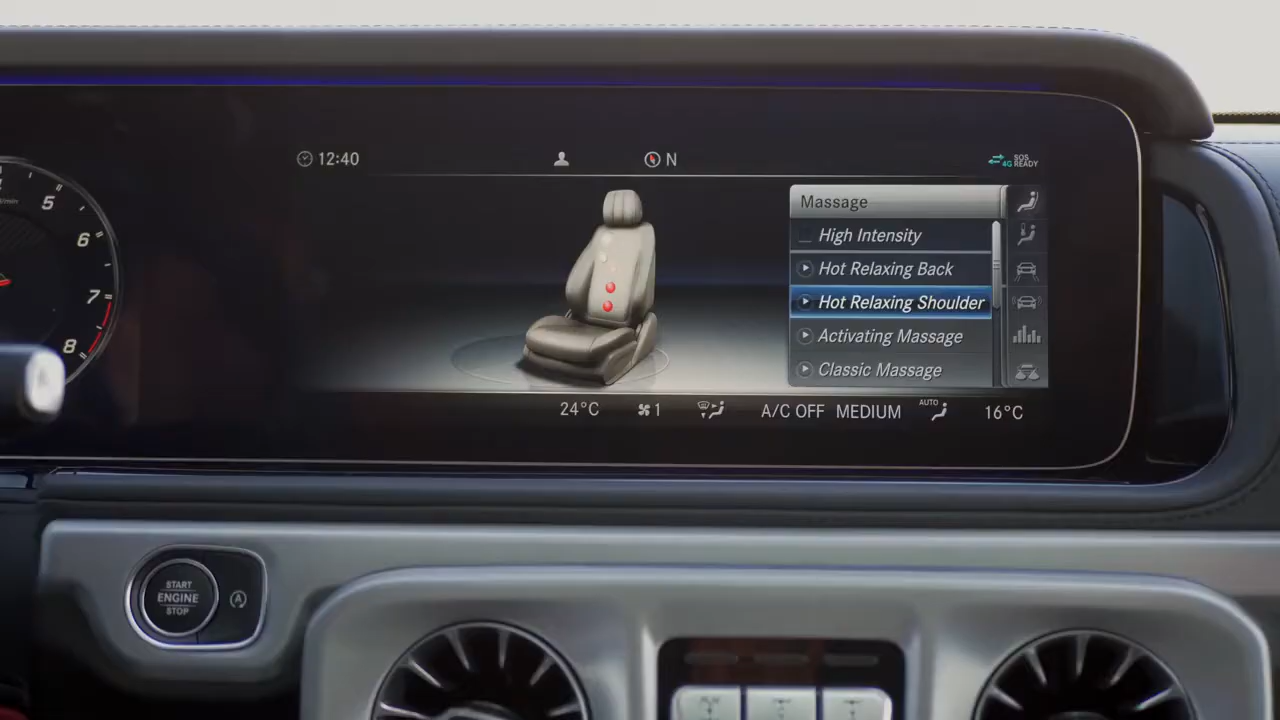 12:40
N
4G
SOS
READY
Massage
High Intensity
Hot Relaxing Back
Hot Relaxing Shoulder
Activating Massage
Classic Massage
5
6
7
8
24°C
1
A/C OFF
MEDIUM
AUTO
16°C
START
ENGINE
STOP
A